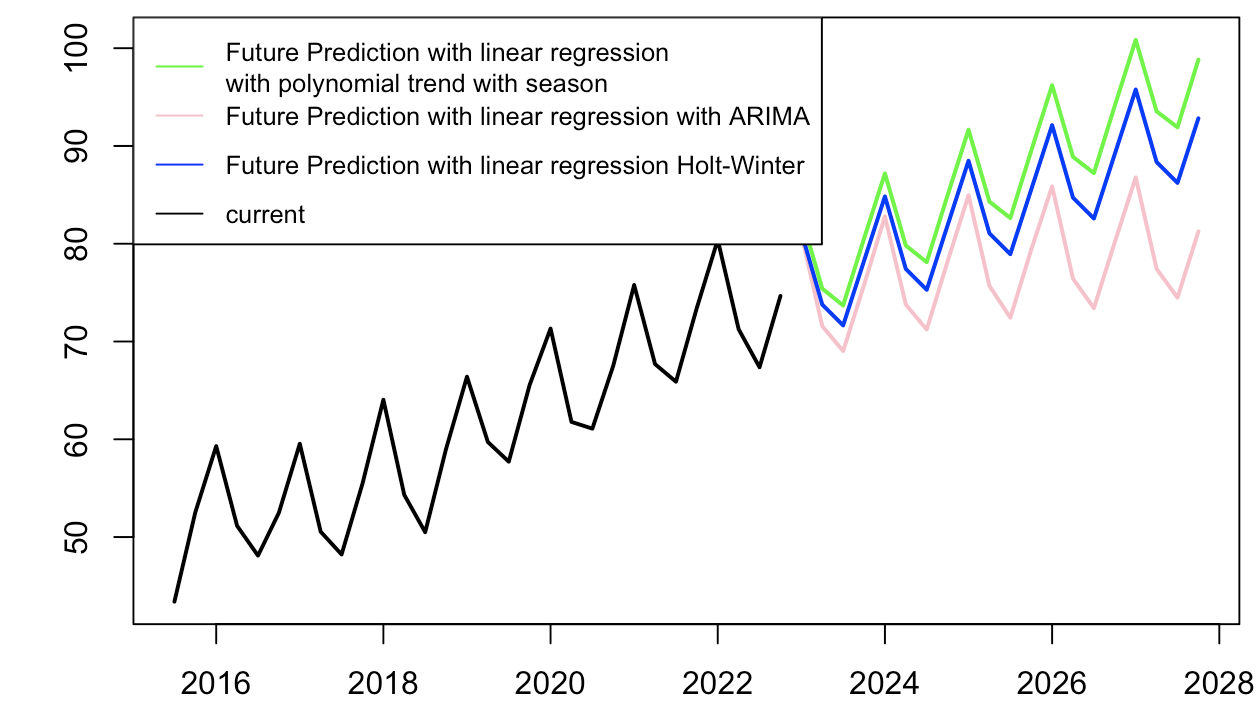 100
90
80
70
60
50
Future Prediction with linear regression
with polynomial trend with season
Future Prediction with linear regression with ARIMA
Future Prediction with linear regression Holt-Winter
current
2016 2018 2020 2022 2024 2026 2028